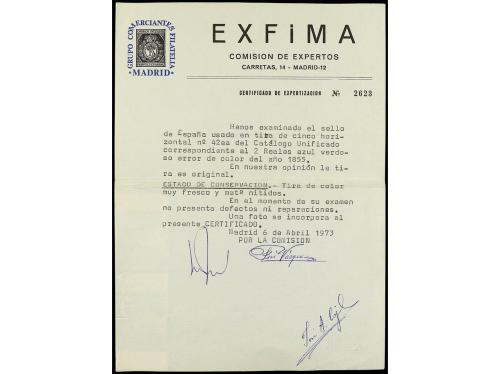 GRUPO COMERCIANTES FILATELIA
MADRID
EXFiMA
COMISION DE EXPERTOS
CARRETAS, 14 - MADRID-12
CERTIFICADO DE EXPERTIZACION Nº 2623
Hemos examinado el sello
de España usado en tira de cinco hori-
zontal nº 42ea del Catálogo Unificado
correspondiente al 2 Reales azul verdo-
so error de color del año 1855.
En nuestra opinión la ti-
ra es original.
ESTADO DE CONSERVACION.- Tira de color
muy fresco y matº nítidos.
En el momento de su examen
no presenta defectos ni reparaciones.
Una foto se incorpora al
presente CERTIFICADO.
Madrid 6 de Abril 1973
POR LA COMISION